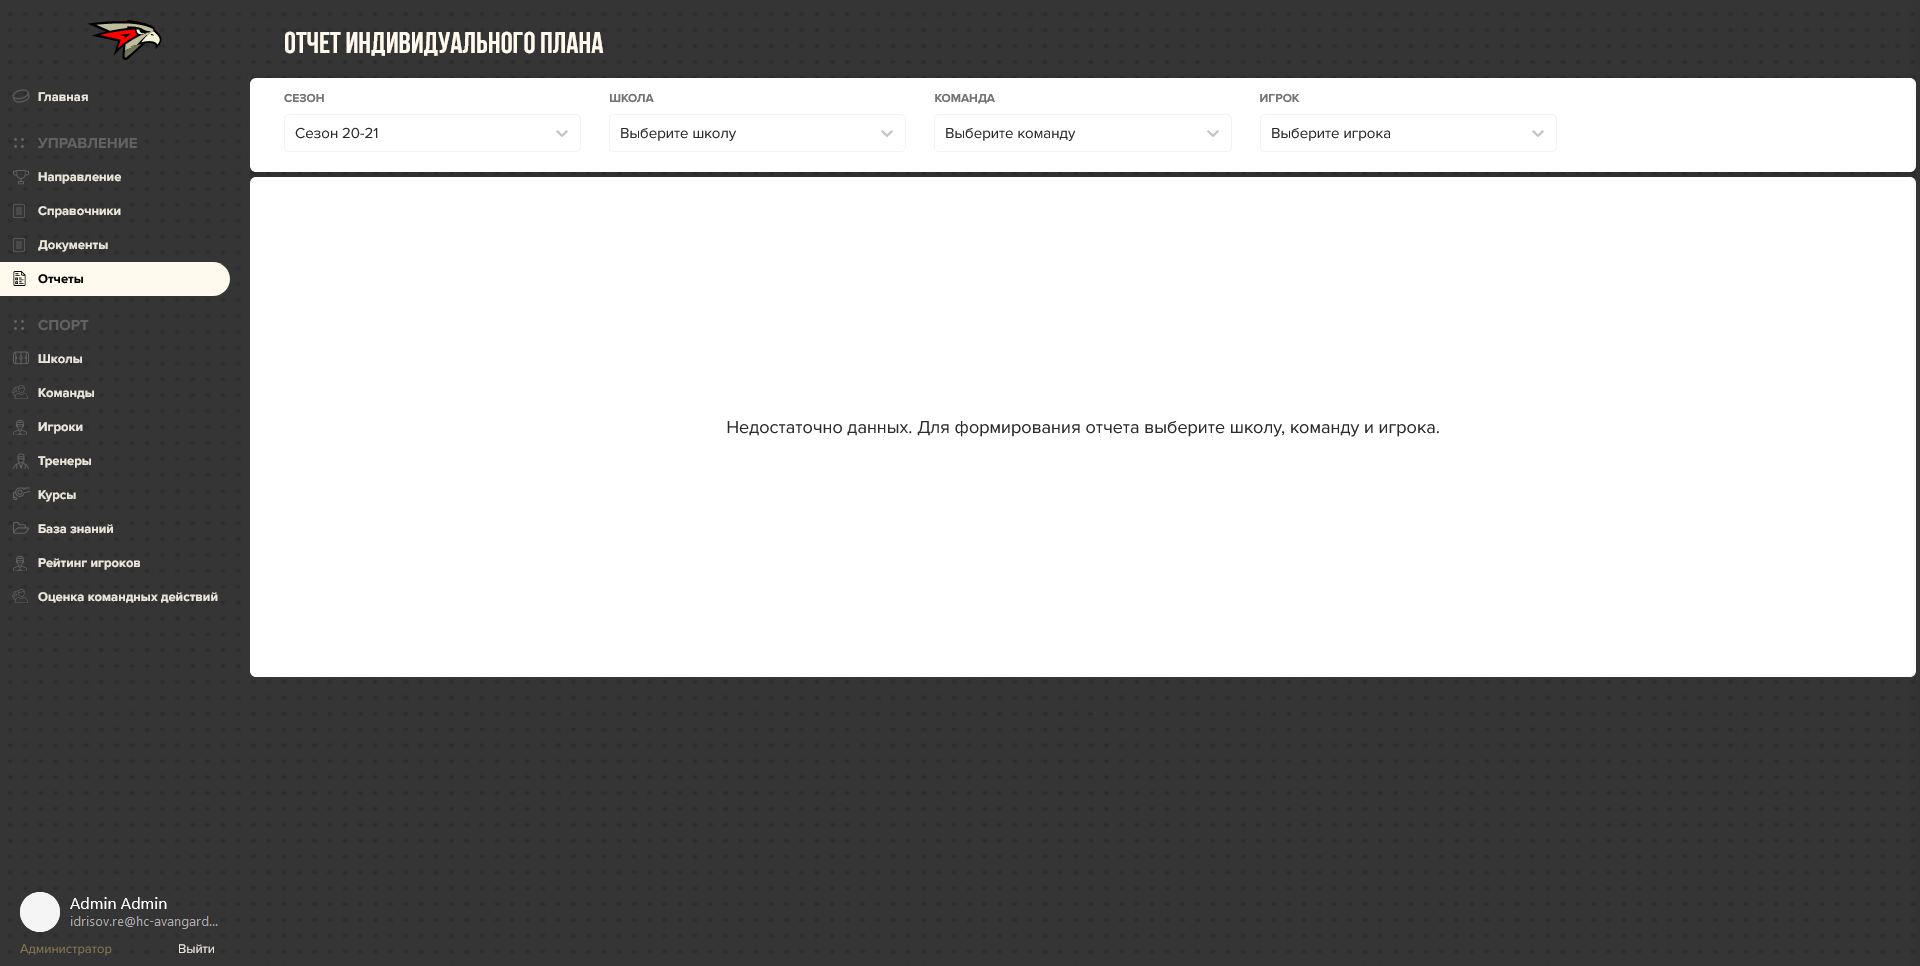 ОТЧЕТ ИНДИВИДУАЛЬНОГО ПЛАНА
Главная
УПРАВЛЕНИЕ
Направление
Справочники
Документы
Отчеты
СПОРТ
Школы
Команды
Игроки
Тренеры
Курсы
База знаний
Рейтинг игроков
Оценка командных действий
СЕЗОН ШКОЛА КОМАНДА ИГРОК
Сезон 20-21 Выберите школу Выберите команду Выберите игрока
Недостаточно данных. Для формирования отчета выберите школу, команду и игрока.
Admin Admin
idrisov.re@hc-avangard...
Администратор Выйти